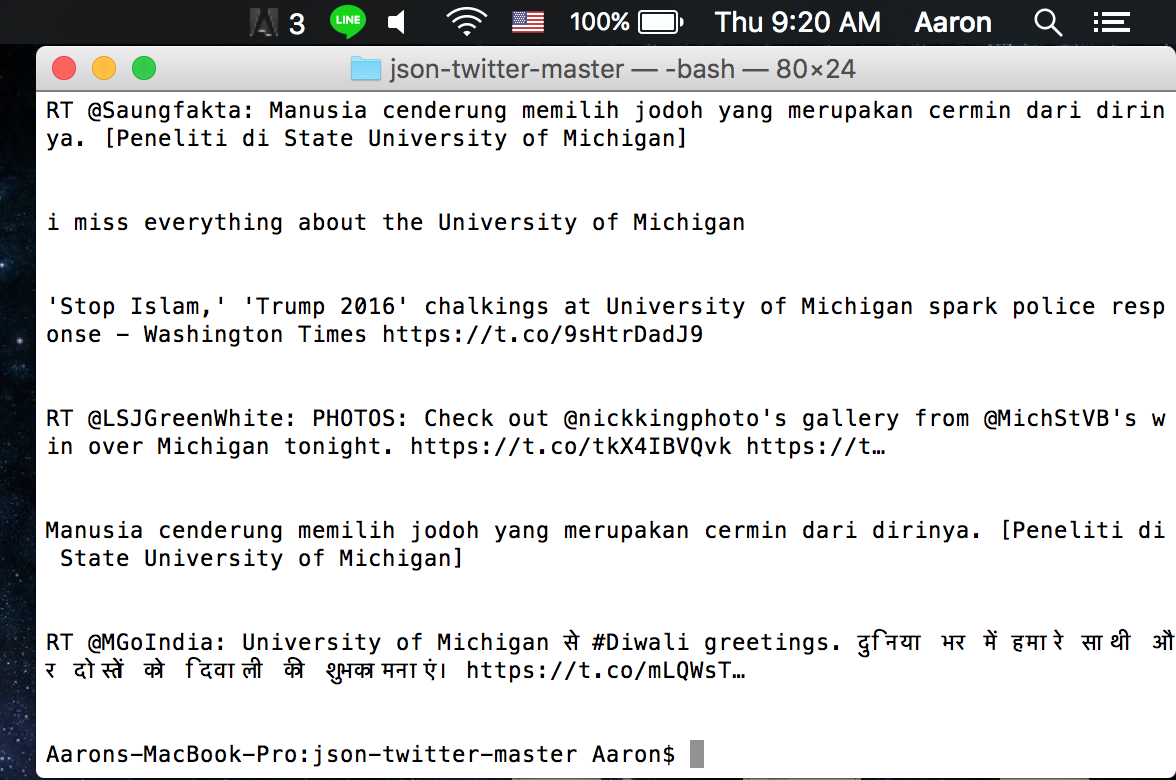 3 LINE 100% Thu 9:20 AM Aaron
json-twitter-master — -bash — 80×24
RT @Saungfakta: Manusia cenderung memilih jodoh yang merupakan cermin dari dirin
ya. [Peneliti di State University of Michigan]
i miss everything about the University of Michigan
'Stop Islam,' 'Trump 2016' chalkings at University of Michigan spark police resp
onse – Washington Times https://t.co/9sHtrDadJ9
RT @LSJGreenWhite: PHOTOS: Check out @nickkingphoto's gallery from @MichStVB's w
in over Michigan tonight. https://t.co/tkX4IBVQvk https://t…
Manusia cenderung memilih jodoh yang merupakan cermin dari dirinya. [Peneliti di
State University of Michigan]
RT @MGoIndia: University of Michigan से #Diwali greetings. दुनिया भर में हमारे साथी औ
र दोस्तें को दिवाली की शुभकामनाएं। https://t.co/mLQWsT…
Aarons-MacBook-Pro:json-twitter-master Aaron$